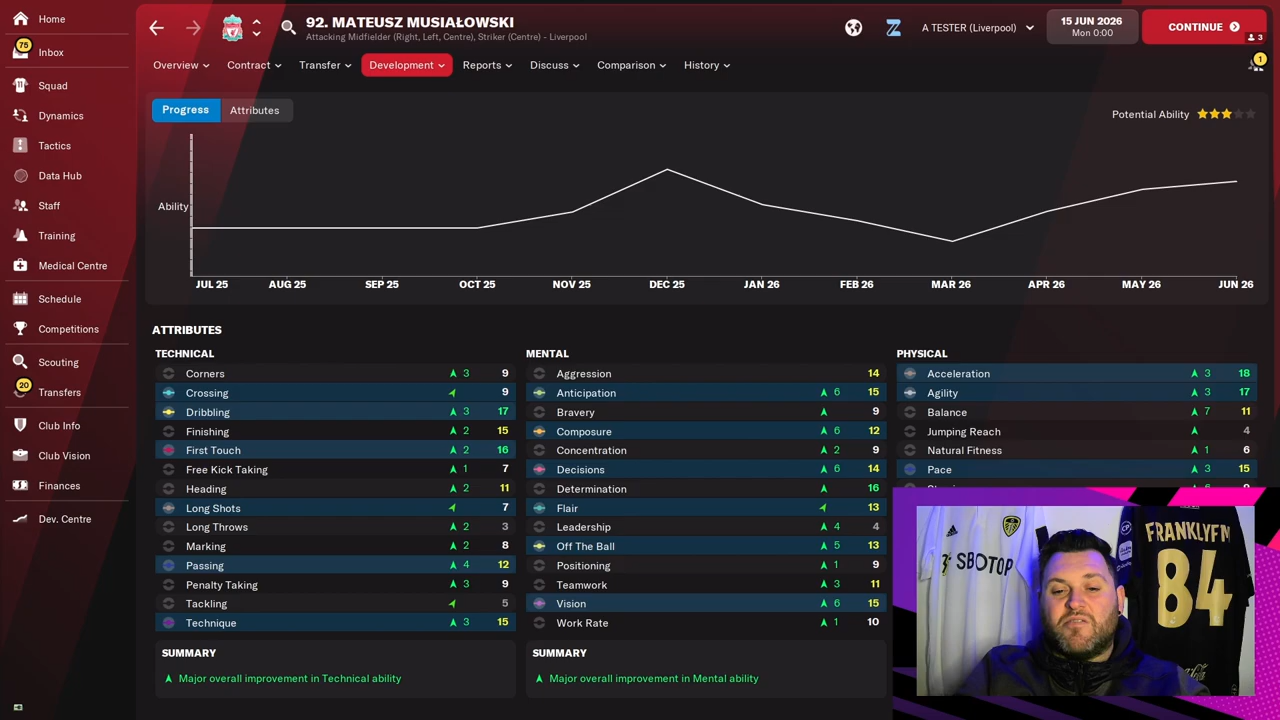 Home
75
Inbox
Squad
Dynamics
Tactics
Data Hub
Staff
Training
Medical Centre
Schedule
Competitions
Scouting
20
Transfers
Club Info
Club Vision
Finances
Dev. Centre
92. MATEUSZ MUSIAŁOWSKI
Attacking Midfielder (Right, Left, Centre), Striker (Centre) - Liverpool
A TESTER (Liverpool)
15 JUN 2026
Mon 0:00
CONTINUE
3
Overview Contract Transfer Development Reports Discuss Comparison History
1
Progress Attributes
Potential Ability
Ability
JUL 25 AUG 25 SEP 25 OCT 25 NOV 25 DEC 25 JAN 26 FEB 26 MAR 26 APR 26 MAY 26 JUN 26
ATTRIBUTES
TECHNICAL
Corners 3 9
Crossing 9
Dribbling 3 17
Finishing 2 15
First Touch 2 16
Free Kick Taking 1 7
Heading 2 11
Long Shots 7
Long Throws 2 3
Marking 2 8
Passing 4 12
Penalty Taking 3 9
Tackling 5
Technique 3 15
SUMMARY
Major overall improvement in Technical ability
MENTAL
Aggression 14
Anticipation 6 15
Bravery 9
Composure 6 12
Concentration 2 9
Decisions 6 14
Determination 16
Flair 13
Leadership 4 4
Off The Ball 5 13
Positioning 1 9
Teamwork 3 11
Vision 6 15
Work Rate 1 10
SUMMARY
Major overall improvement in Mental ability
PHYSICAL
Acceleration 3 18
Agility 3 17
Balance 7 11
Jumping Reach 4
Natural Fitness 1 6
Pace 3 15
SBOTOP
CP
FRANKLYFM
84